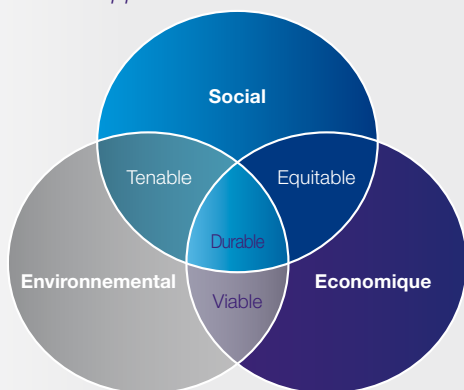 Social
Tenable
Equitable
Durable
Environnemental
Economique
Viable